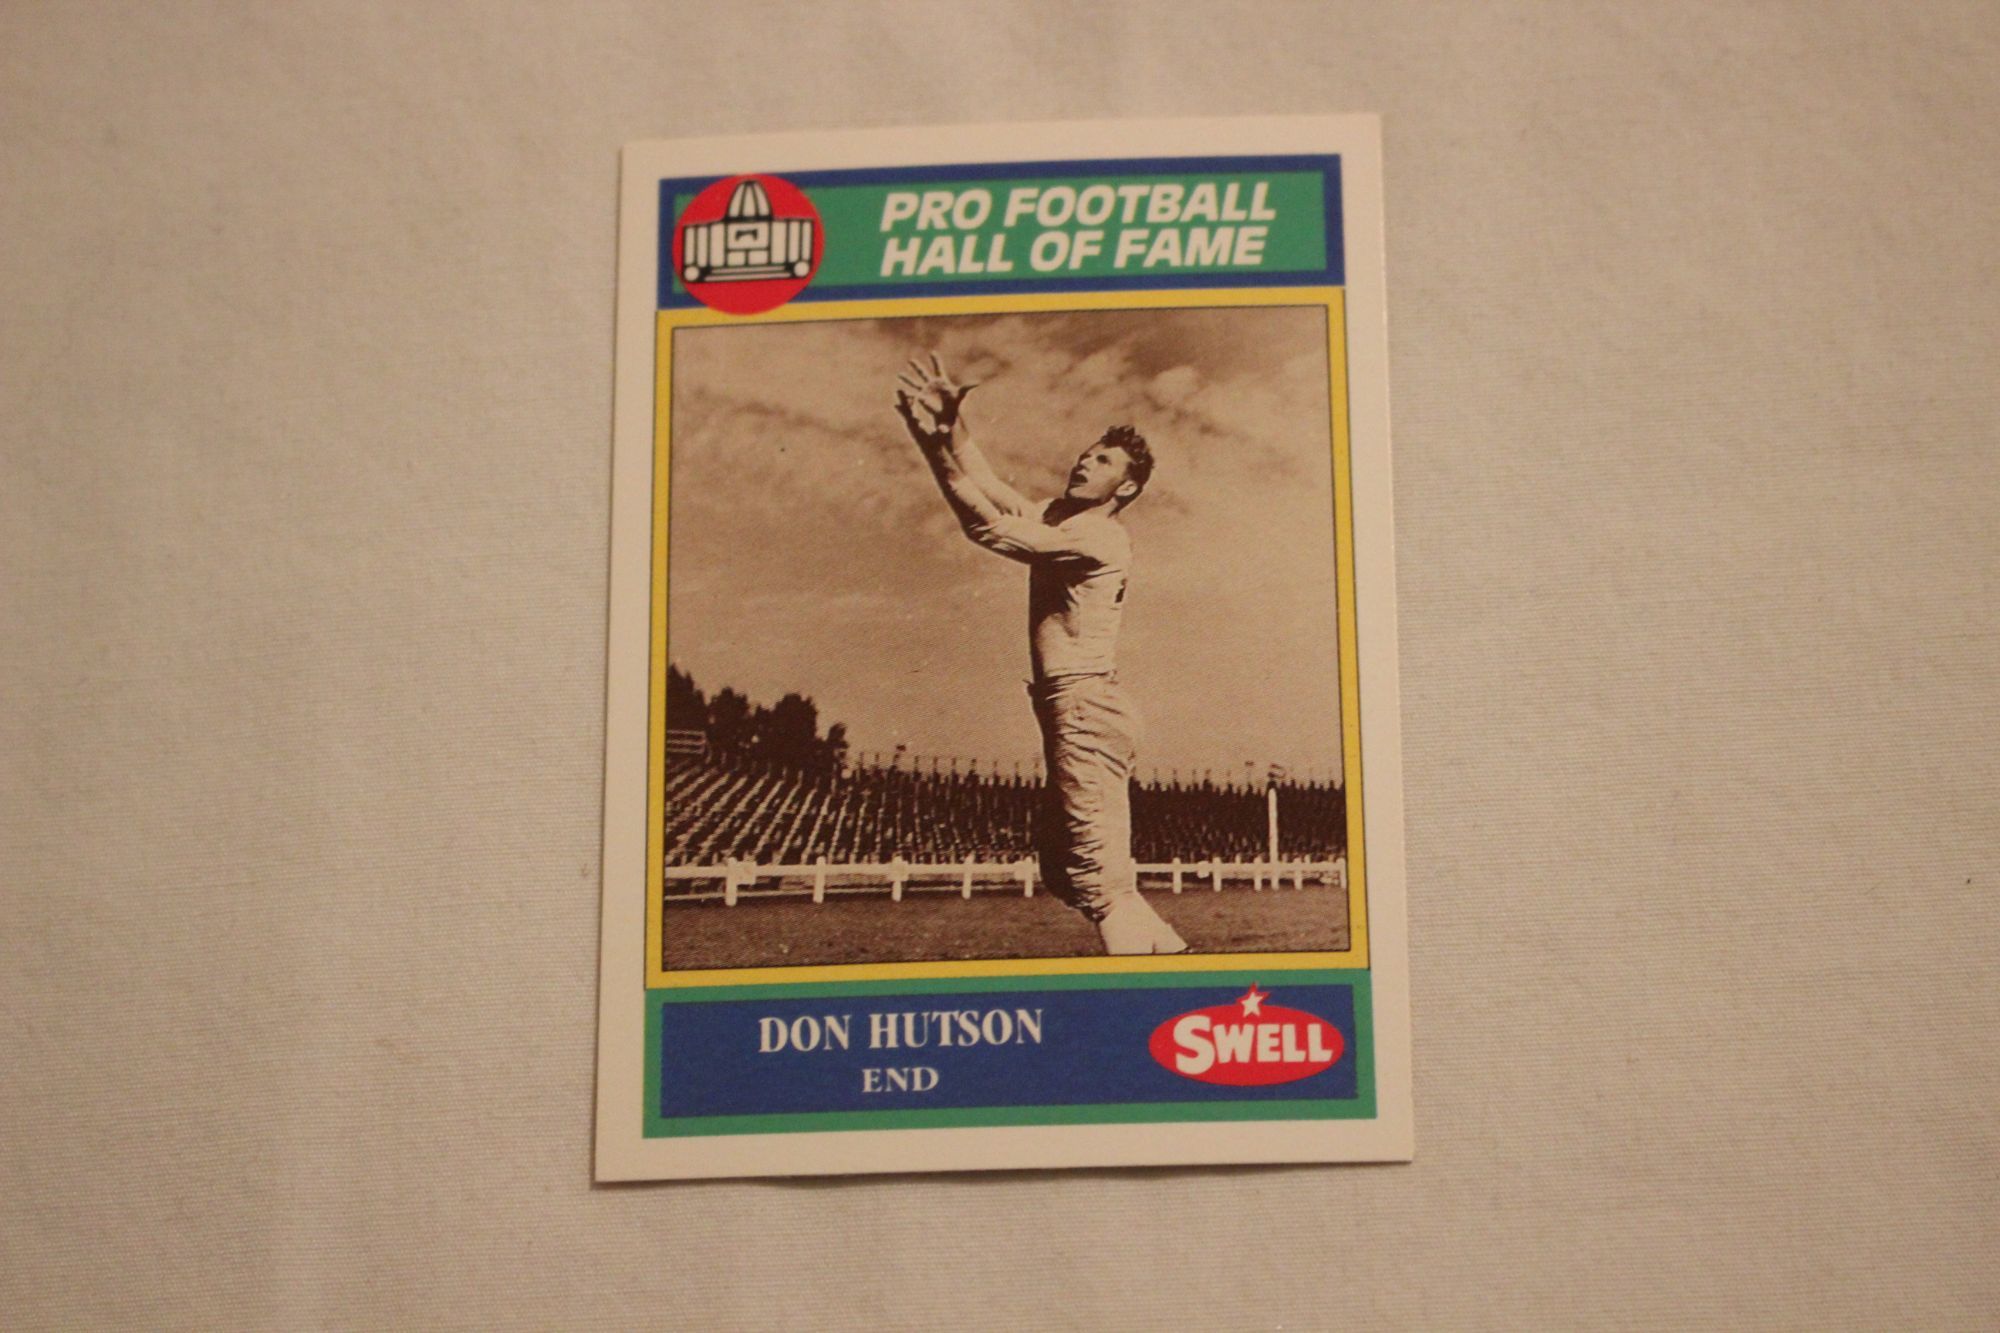 PRO FOOTBALL
HALL OF FAME
DON HUTSON
END
SWELL